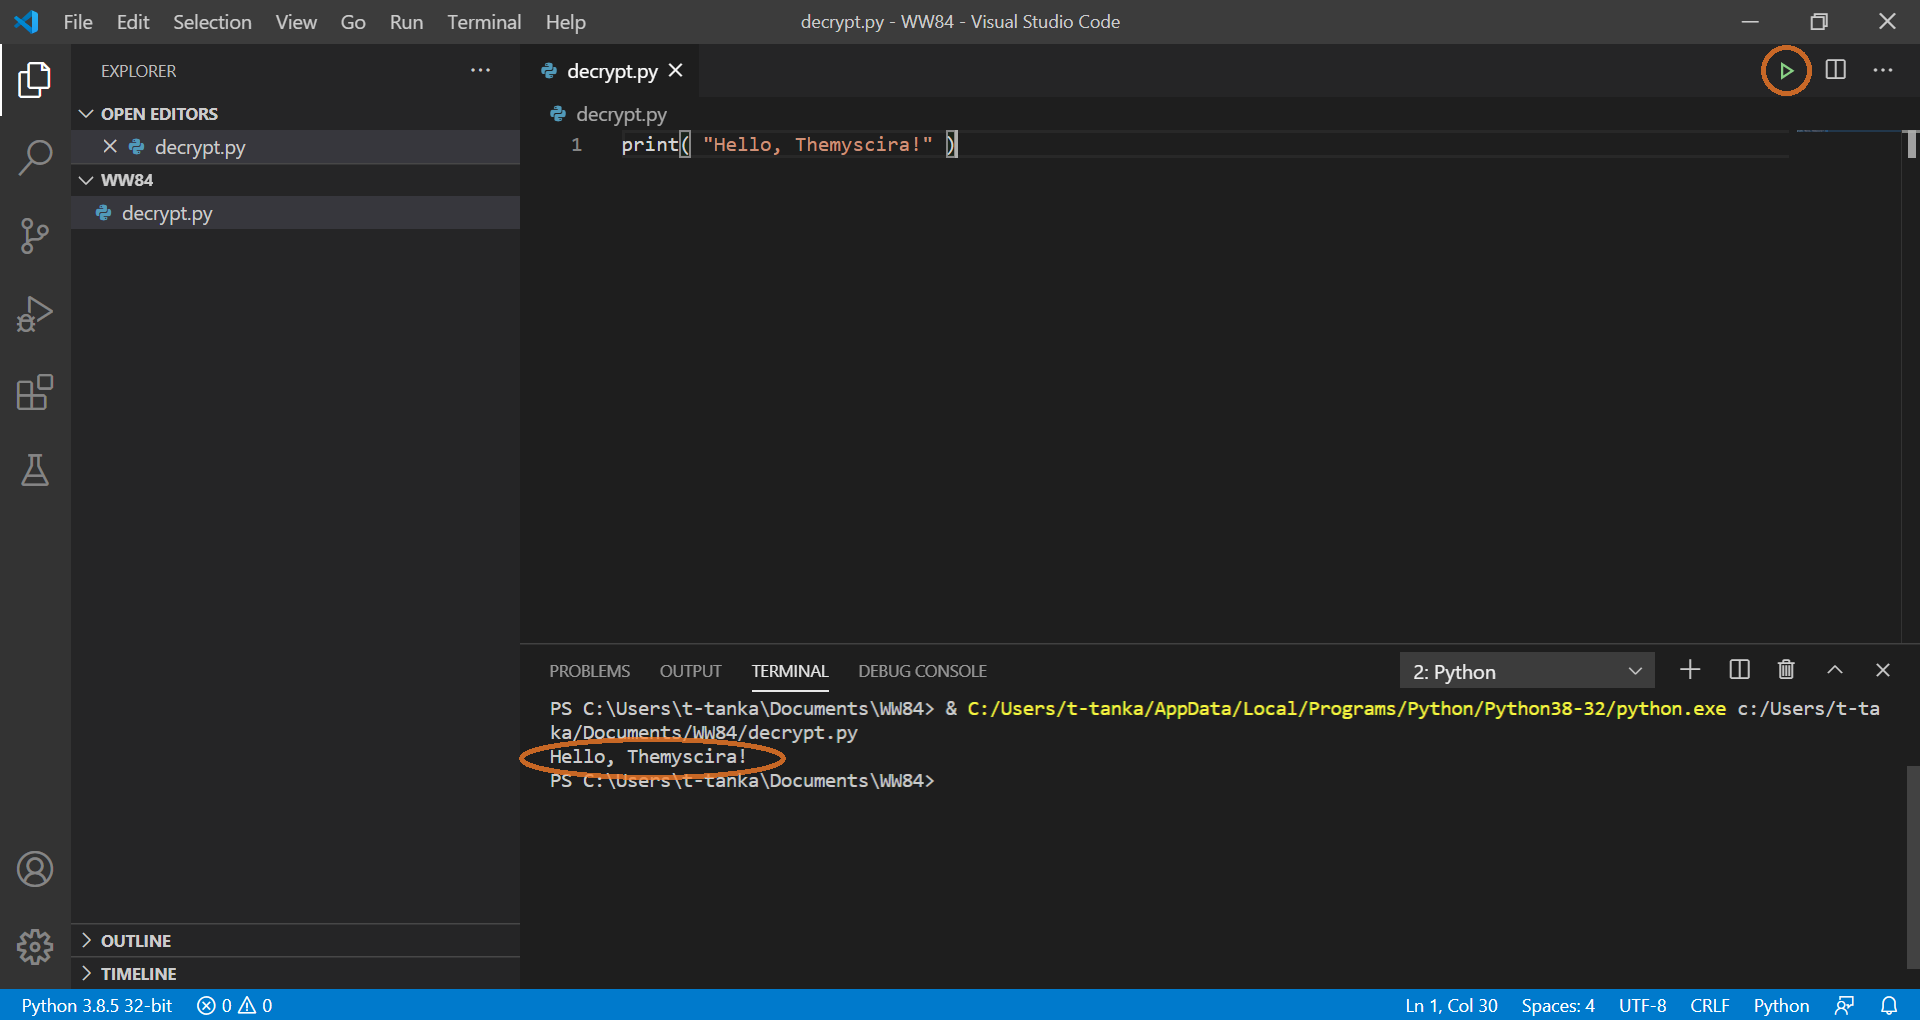 File Edit Selection View Go Run Terminal Help decrypt.py - WW84 - Visual Studio Code
EXPLORER
OPEN EDITORS
decrypt.py
WW84
decrypt.py
OUTLINE
TIMELINE
decrypt.py
decrypt.py
1 print( "Hello, Themyscira!" )
PROBLEMS OUTPUT TERMINAL DEBUG CONSOLE 2: Python
PS C:\Users\t-tanka\Documents\WW84> & C:/Users/t-tanka/AppData/Local/Programs/Python/Python38-32/python.exe c:/Users/t-ta
ka/Documents/WW84/decrypt.py
Hello, Themyscira!
PS C:\Users\t-tanka\Documents\WW84>
Python 3.8.5 32-bit 0 0 Ln 1, Col 30 Spaces: 4 UTF-8 CRLF Python